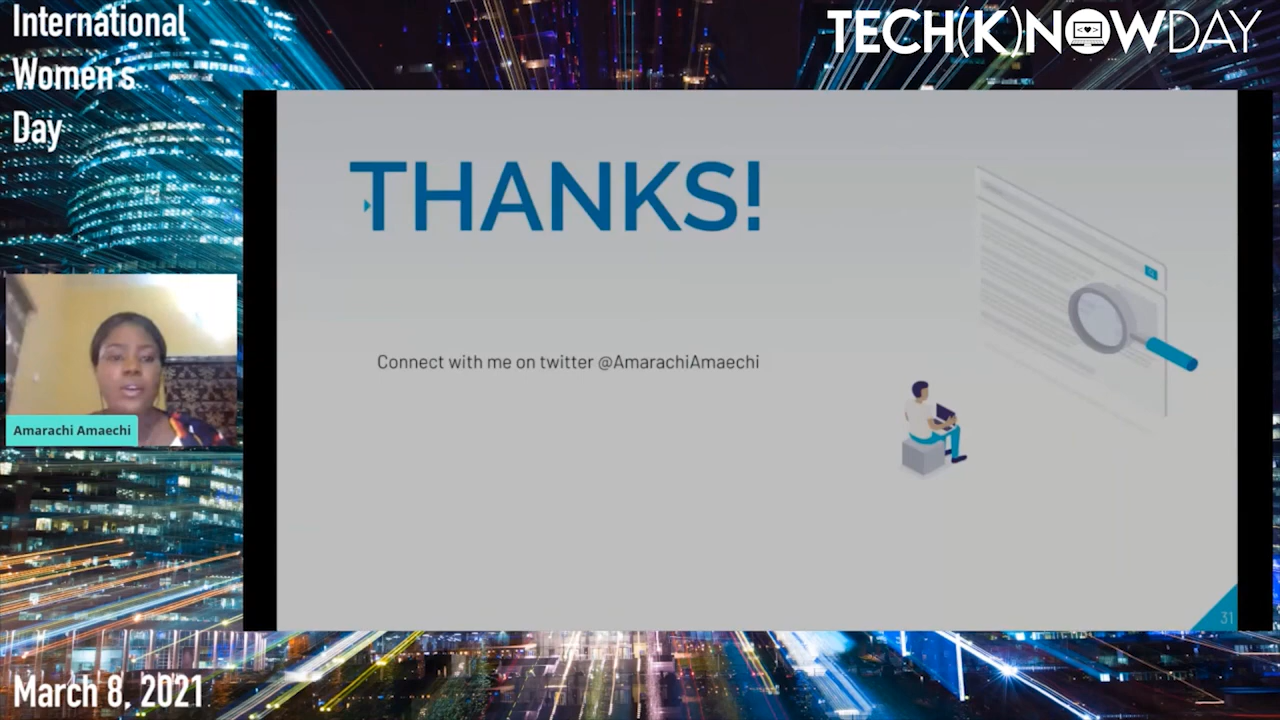 International
Women's
Day
TECH(K)NOWDAY
THANKS!
Connect with me on twitter @AmarachiAmaechi
Amarachi Amaechi
31
March 8, 2021